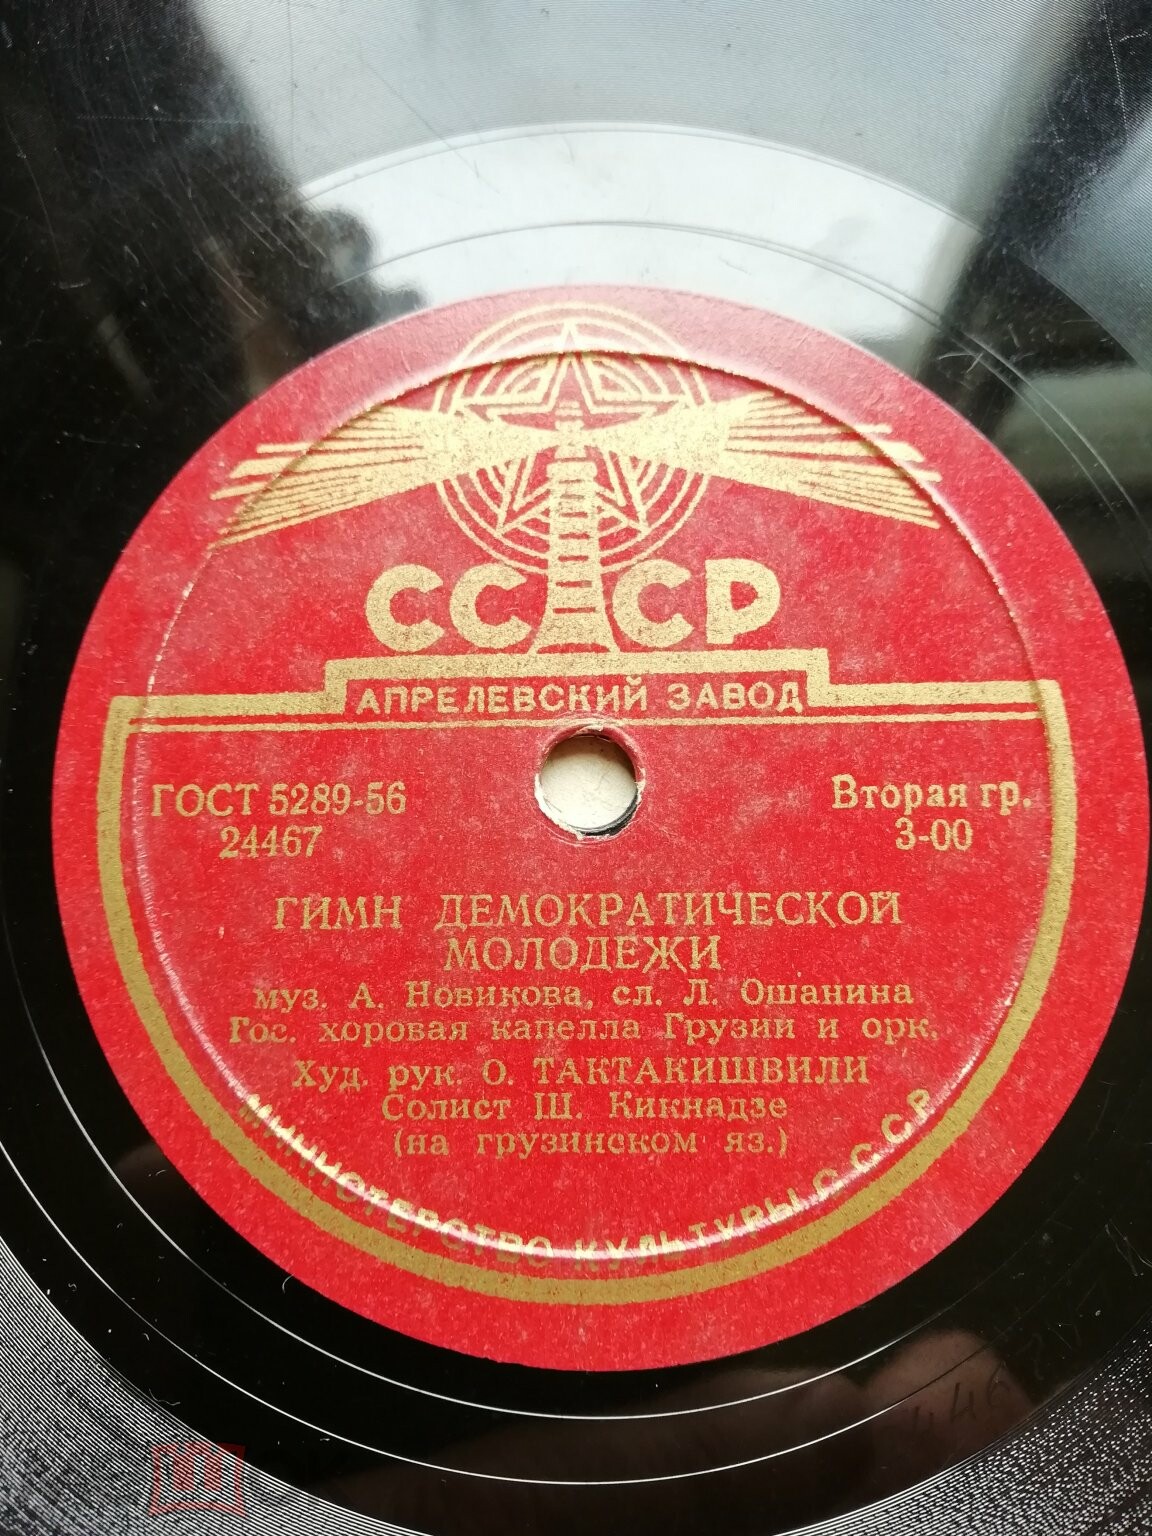 СССР
АПРЕЛЕВСКИЙ ЗАВОД
ГОСТ 5289-56
24467
Вторая гр.
3-00
ГИМН ДЕМОКРАТИЧЕСКОЙ
МОЛОДЕЖИ
муз. А. Новикова, сл. Л. Ошанина
Гос. хоровая капелла Грузии и орк.
Худ. рук. О. ТАКТАКИШВИЛИ
Солист Ш. Кикнадзе
(на грузинском яз.)
МИНИСТЕРСТВО КУЛЬТУРЫ СССР